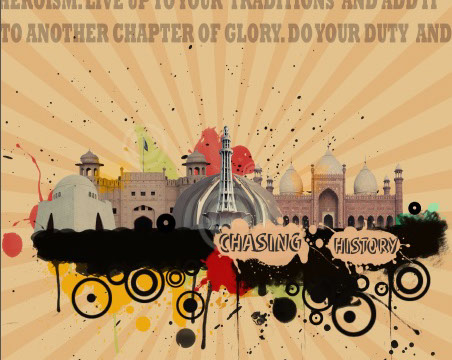 HEROISM. LIVE UP TO YOUR TRADITIONS AND ADD IT
TO ANOTHER CHAPTER OF GLORY. DO YOUR DUTY AND
CHASING
HISTORY